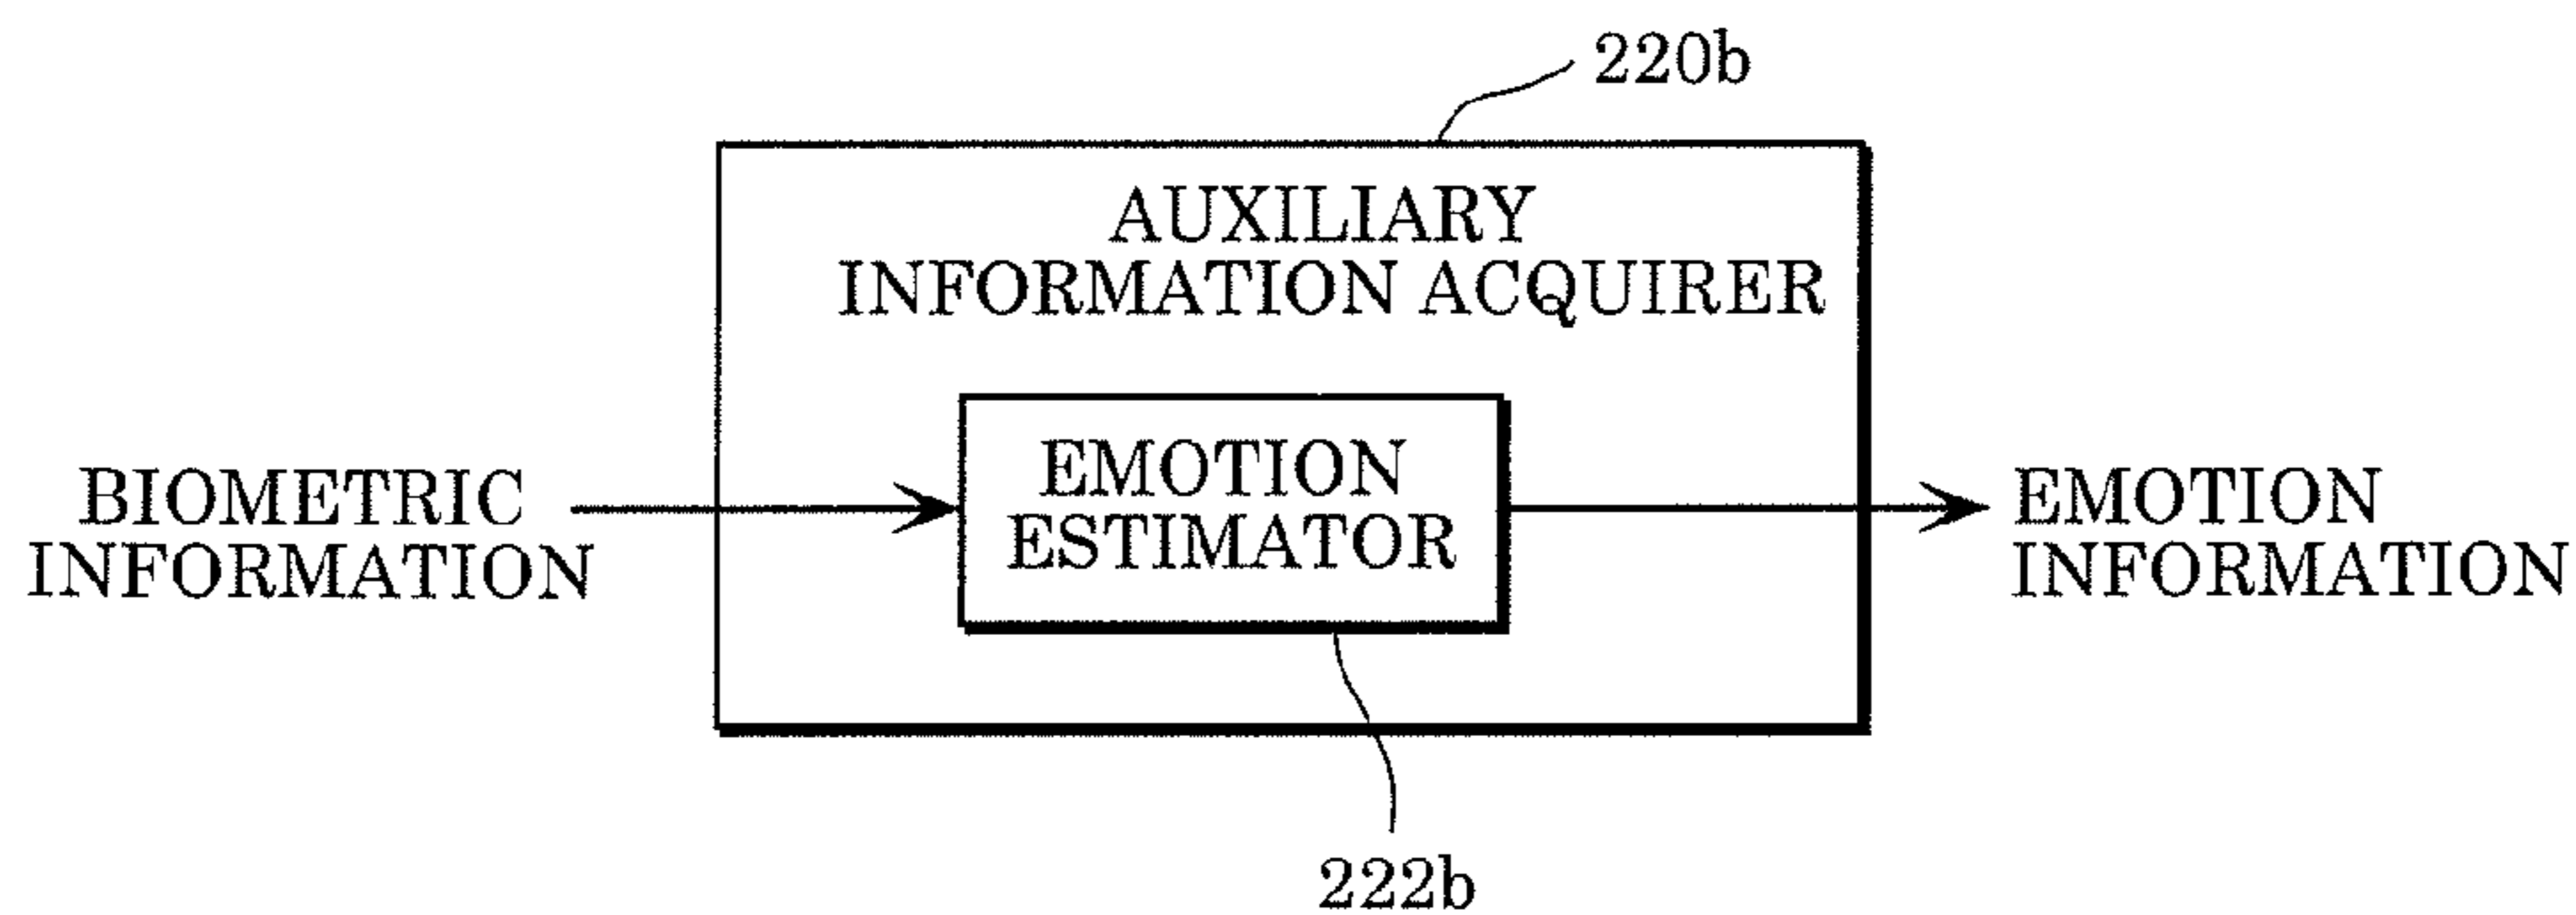 220b
AUXILIARY
INFORMATION ACQUIRER
BIOMETRIC
INFORMATION
EMOTION
ESTIMATOR
EMOTION
INFORMATION
222b